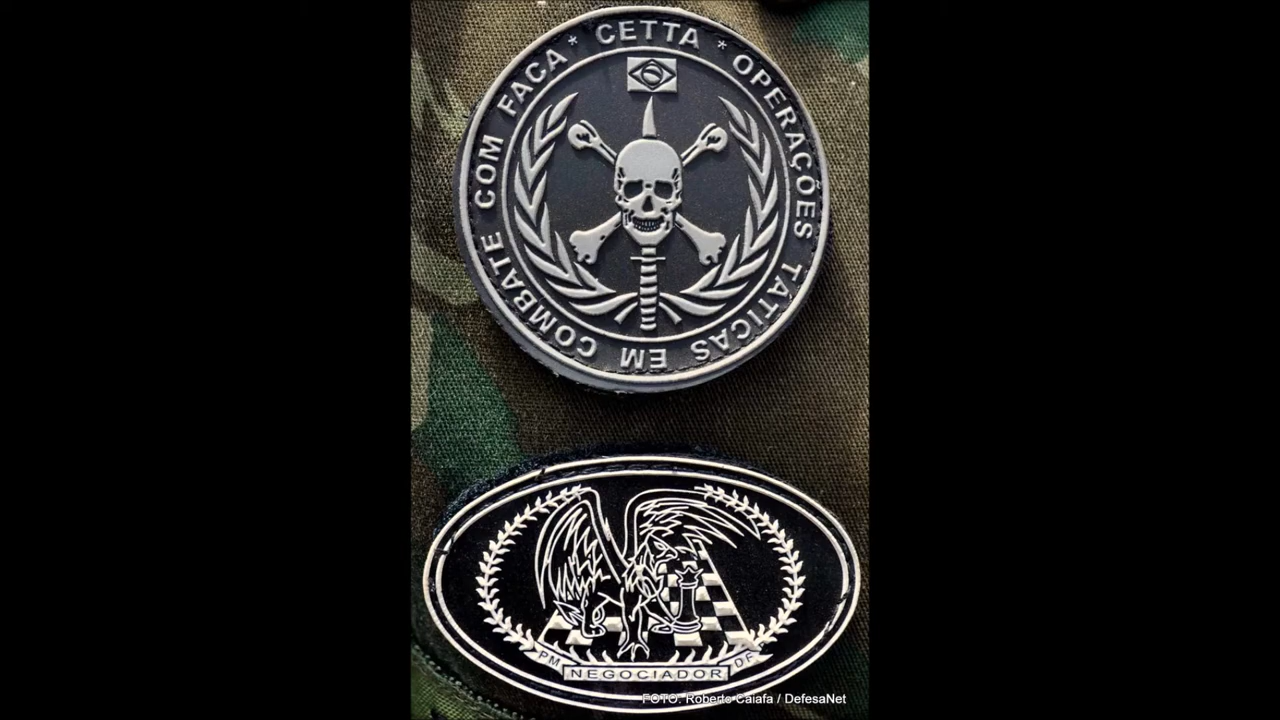 * CETTA * OPERAÇÕES TÁTICAS EM COMBATE COM FACA
PM NEGOCIADOR DF
FOTO: Roberto Caiafa / DefesaNet